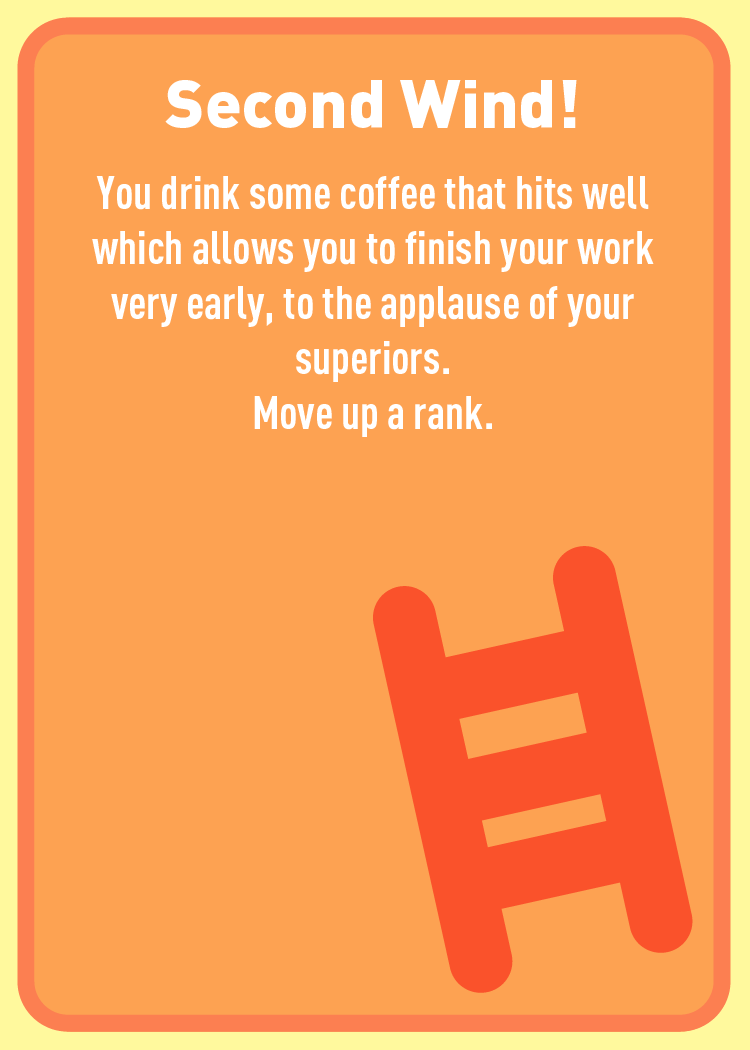 Second Wind!
You drink some coffee that hits well
which allows you to finish your work
very early, to the applause of your
superiors.
Move up a rank.